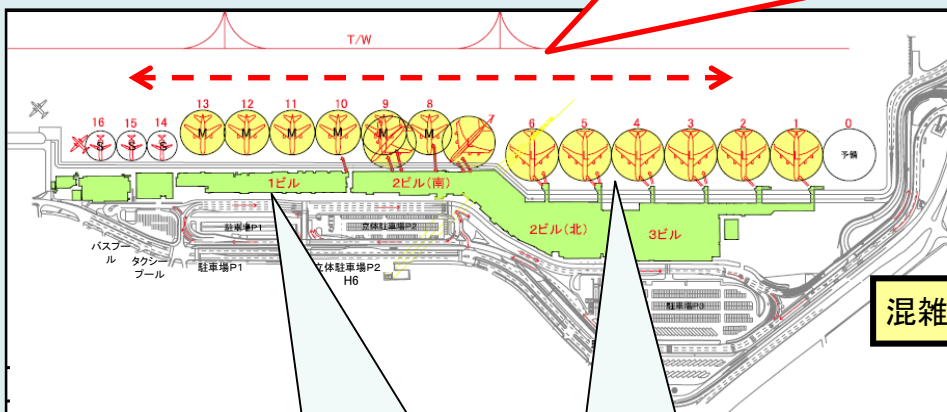 T/W
16
15
14
13
12
11
10
9
8
7
6
5
4
3
2
1
0
S
S
S
M
M
M
M
M
M
L
L
L
予備
1ビル
2ビル(南)
2ビル(北)
3ビル
駐車場P1
立体駐車場P2
バスプー
ル
タクシー
プール
駐車場P1
立体駐車場P2
H6
駐車場P3
混雑